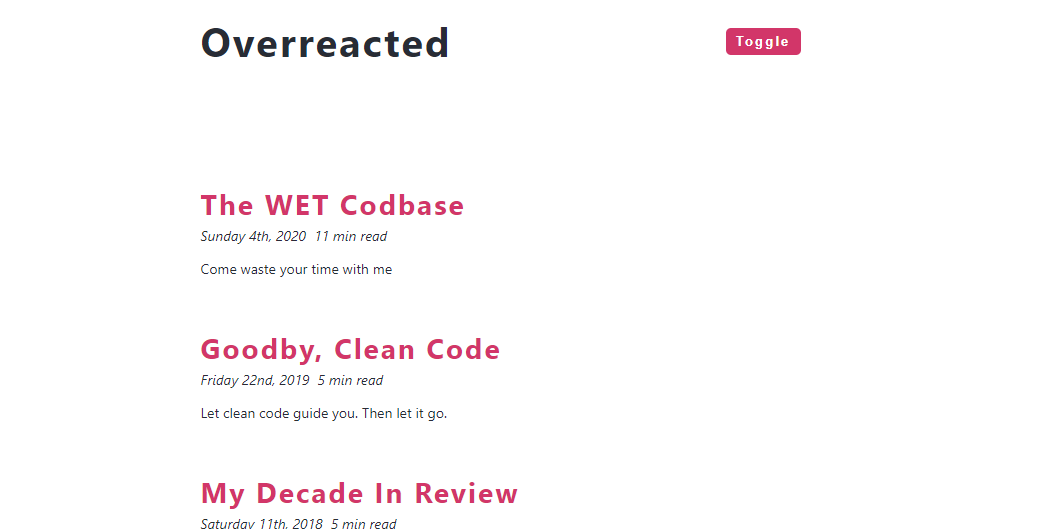 Overreacted
Toggle
The WET Codbase
Sunday 4th, 2020 11 min read
Come waste your time with me
Goodby, Clean Code
Friday 22nd, 2019 5 min read
Let clean code guide you. Then let it go.
My Decade In Review
Saturday 11th, 2018 5 min read